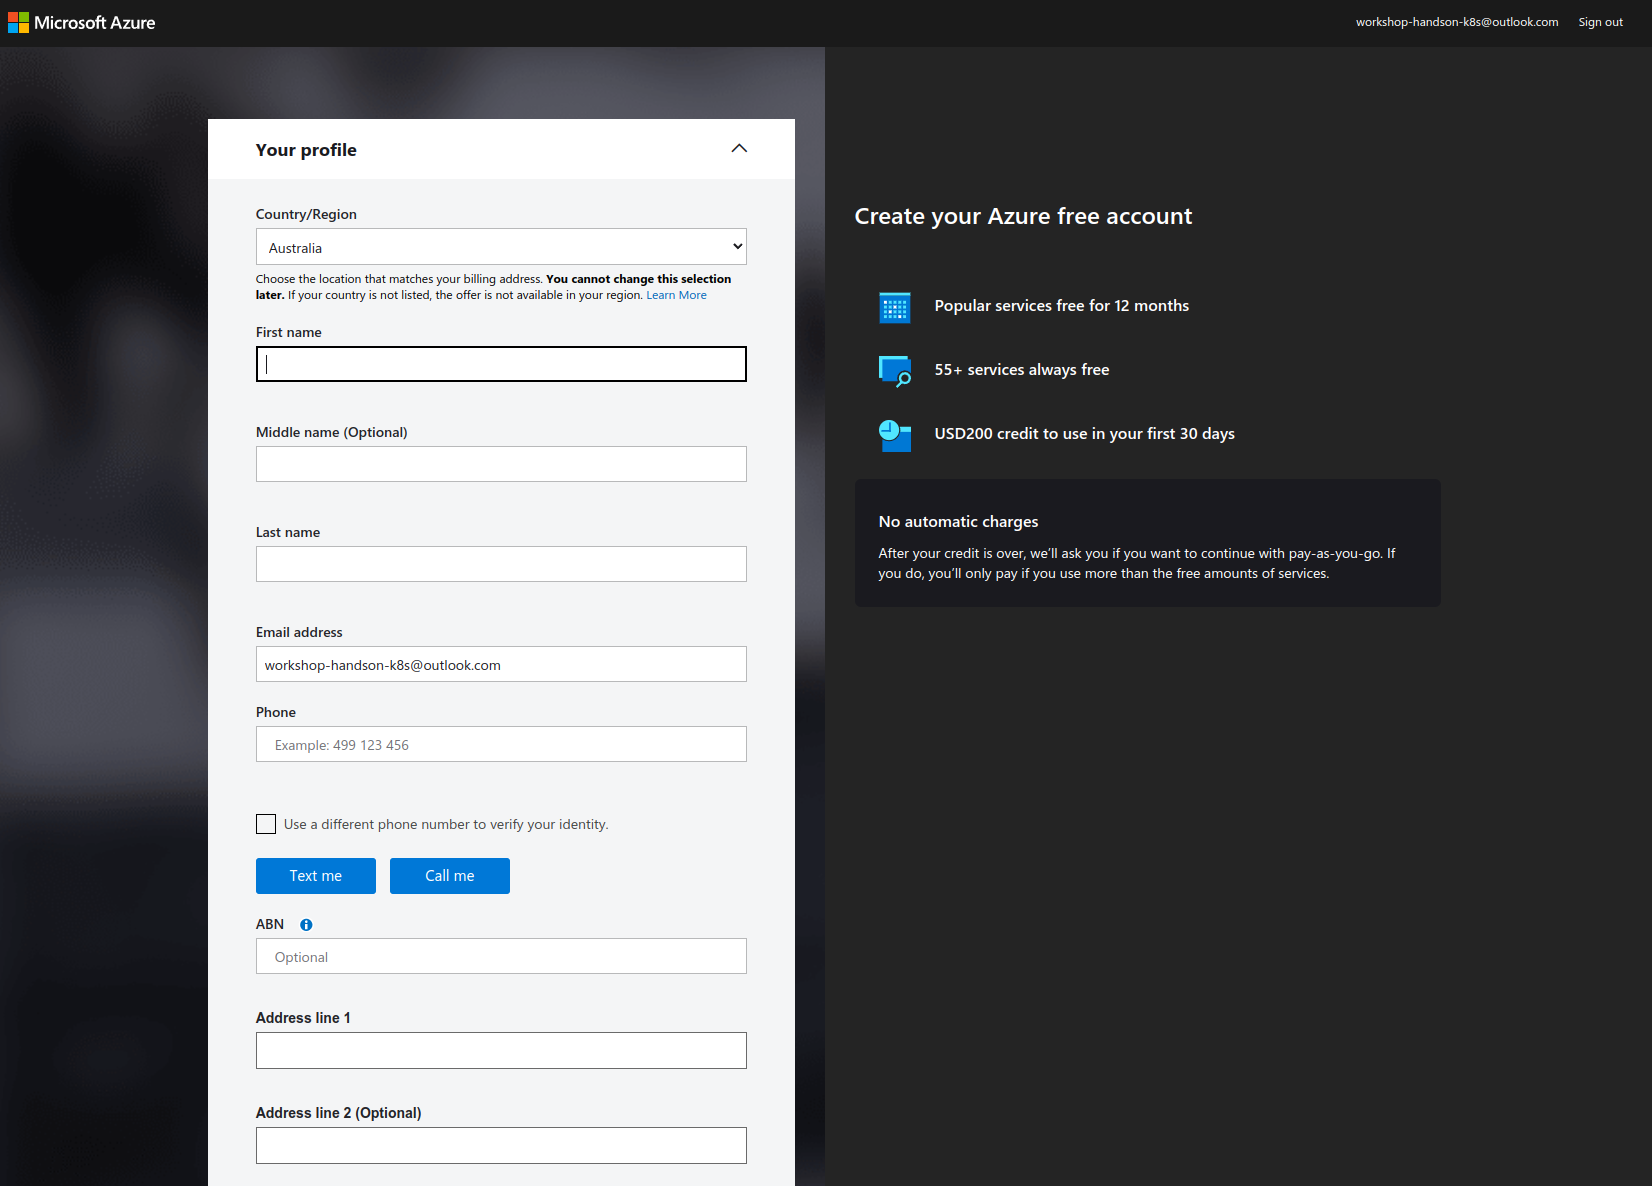 Microsoft Azure
workshop-handson-k8s@outlook.com Sign out
Your profile
Country/Region
Australia
Choose the location that matches your billing address. You cannot change this selection
later. If your country is not listed, the offer is not available in your region. Learn More
First name
Middle name (Optional)
Last name
Email address
workshop-handson-k8s@outlook.com
Phone
Example: 499 123 456
Use a different phone number to verify your identity.
Text me Call me
ABN
Optional
Address line 1
Address line 2 (Optional)
Create your Azure free account
Popular services free for 12 months
55+ services always free
USD200 credit to use in your first 30 days
No automatic charges
After your credit is over, we’ll ask you if you want to continue with pay-as-you-go. If
you do, you’ll only pay if you use more than the free amounts of services.